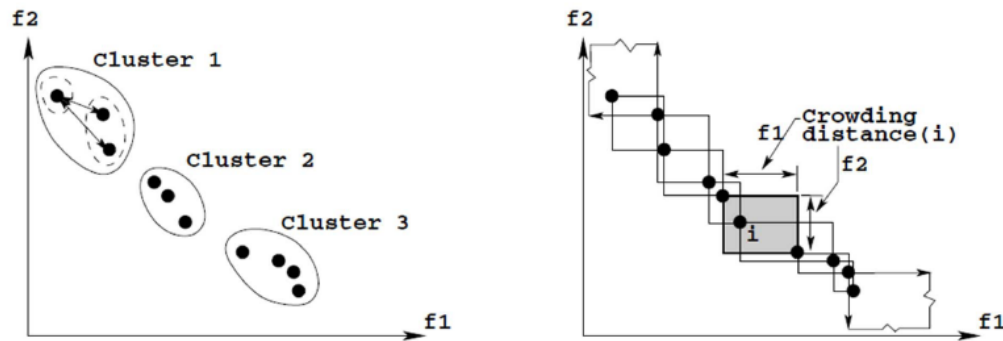 f2
Cluster 1
Cluster 2
Cluster 3
f1
f2
Crowding
distance(i)
f1
f2
i
f1